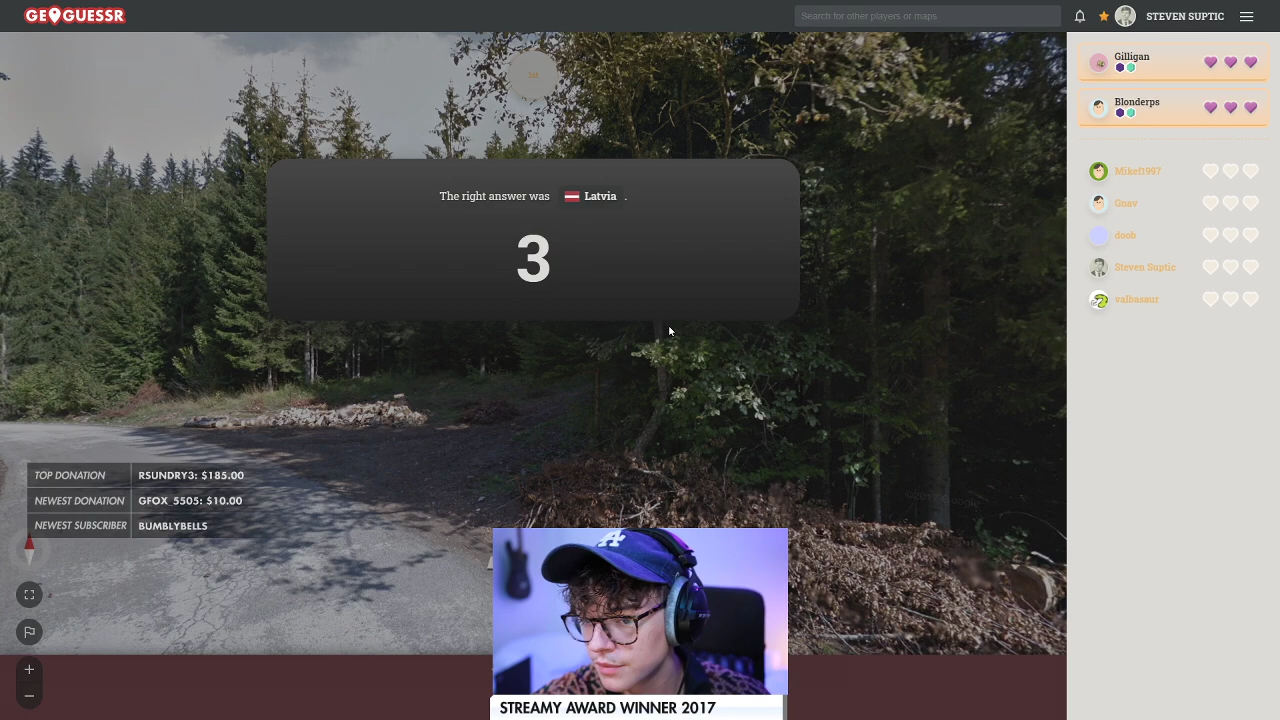 GEOGUESSR
Search for other players or maps
STEVEN SUPTIC
1st
Gilligan
Blonderps
The right answer was Latvia .
3
Mikef1997
Gnav
doob
Steven Suptic
valbasaur
TOP DONATION RSUNDRY3: $185.00
NEWEST DONATION GFOX_5505: $10.00
NEWEST SUBSCRIBER BUMBLYBELLS
STREAMY AWARD WINNER 2017